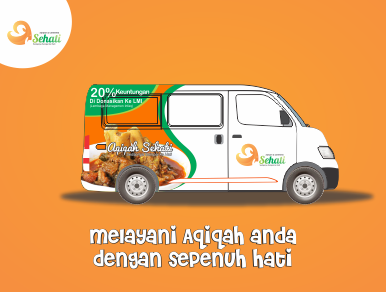 Sehati
20% Keuntungan
Di Donasikan Ke LMI
Aqiqah Sehati
Sehati
melayani Aqiqah anda
dengan sepenuh hati